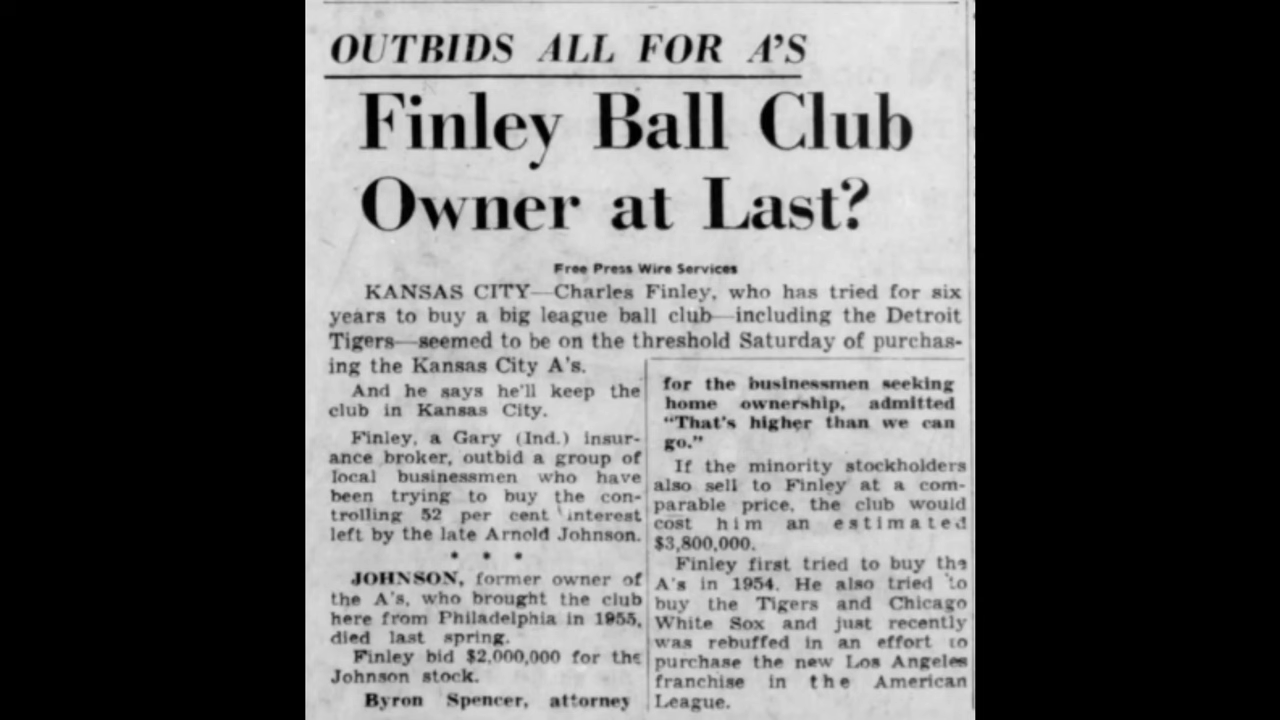 OUTBIDS ALL FOR A'S
Finley Ball Club
Owner at Last?
Free Press Wire Services
KANSAS CITY—Charles Finley, who has tried for six
years to buy a big league ball club—including the Detroit
Tigers—seemed to be on the threshold Saturday of purchas-
ing the Kansas City A's.
And he says he'll keep the
club in Kansas City.
Finley, a Gary (Ind.) insur-
ance broker, outbid a group of
local businessmen who have
been trying to buy the con-
trolling 52 per cent interest
left by the late Arnold Johnson.
* * *
JOHNSON, former owner of
the A's, who brought the club
here from Philadelphia in 1955,
died last spring.
Finley bid $2,000,000 for the
Johnson stock.
Byron Spencer, attorney
for the businessmen seeking
home ownership, admitted
"That's higher than we can
go."
If the minority stockholders
also sell to Finley at a com-
parable price, the club would
cost him an estimated
$3,800,000.
Finley first tried to buy the
A's in 1954. He also tried to
buy the Tigers and Chicago
White Sox and just recently
was rebuffed in an effort to
purchase the new Los Angeles
franchise in the American
League.